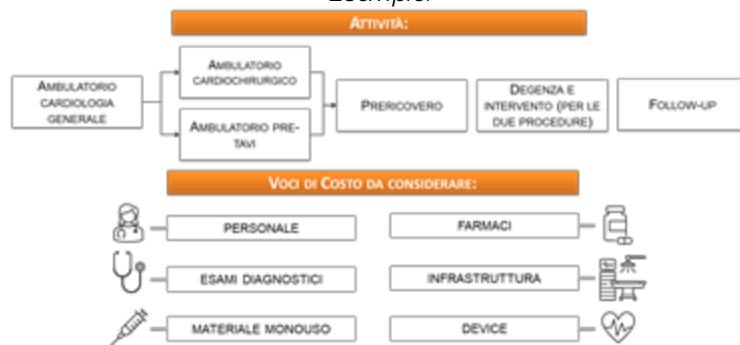 Esempio:
ATTIVITÀ:
AMBULATORIO
CARDIOLOGIA
GENERALE
AMBULATORIO
CARDIOCHIRURGICO
AMBULATORIO PRE-
TAVI
PRERICOVERO
DEGENZA E
INTERVENTO (PER LE
DUE PROCEDURE)
FOLLOW-UP
VOCI DI COSTO DA CONSIDERARE:
PERSONALE
FARMACI
ESAMI DIAGNOSTICI
INFRASTRUTTURA
MATERIALE MONOUSO
DEVICE